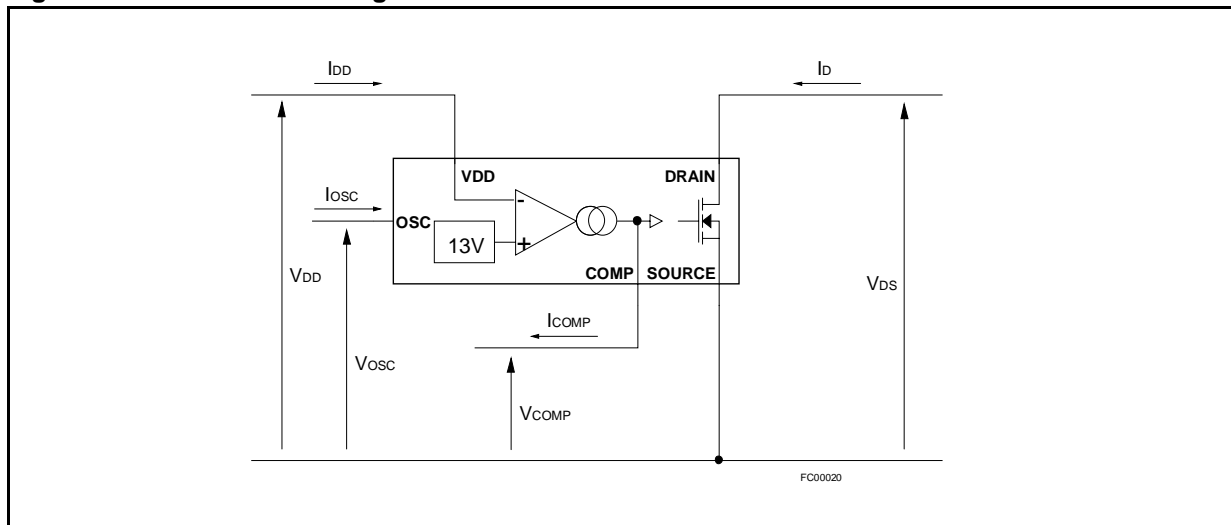 IDD
ID
VDD
DRAIN
IOSC
OSC
-
13V
+
COMP
SOURCE
VDD
VDS
ICOMP
VOSC
VCOMP
FC00020